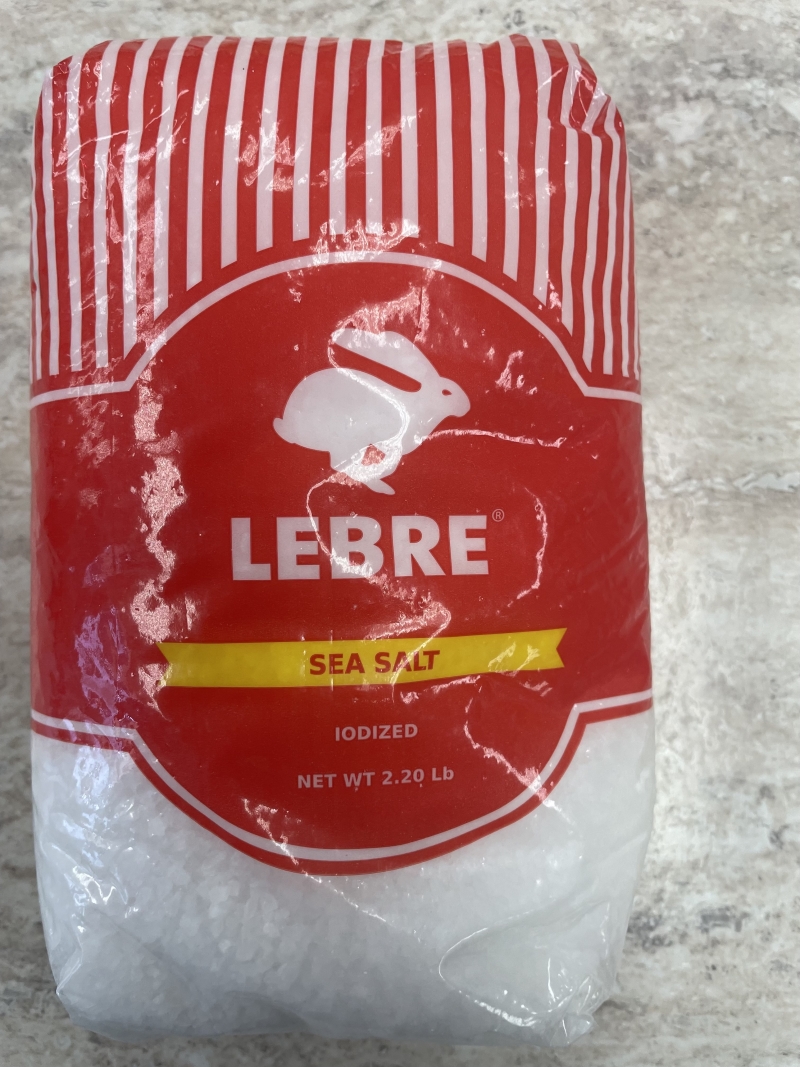 LEBRE®
SEA SALT
IODIZED
NET WT 2.20 Lb